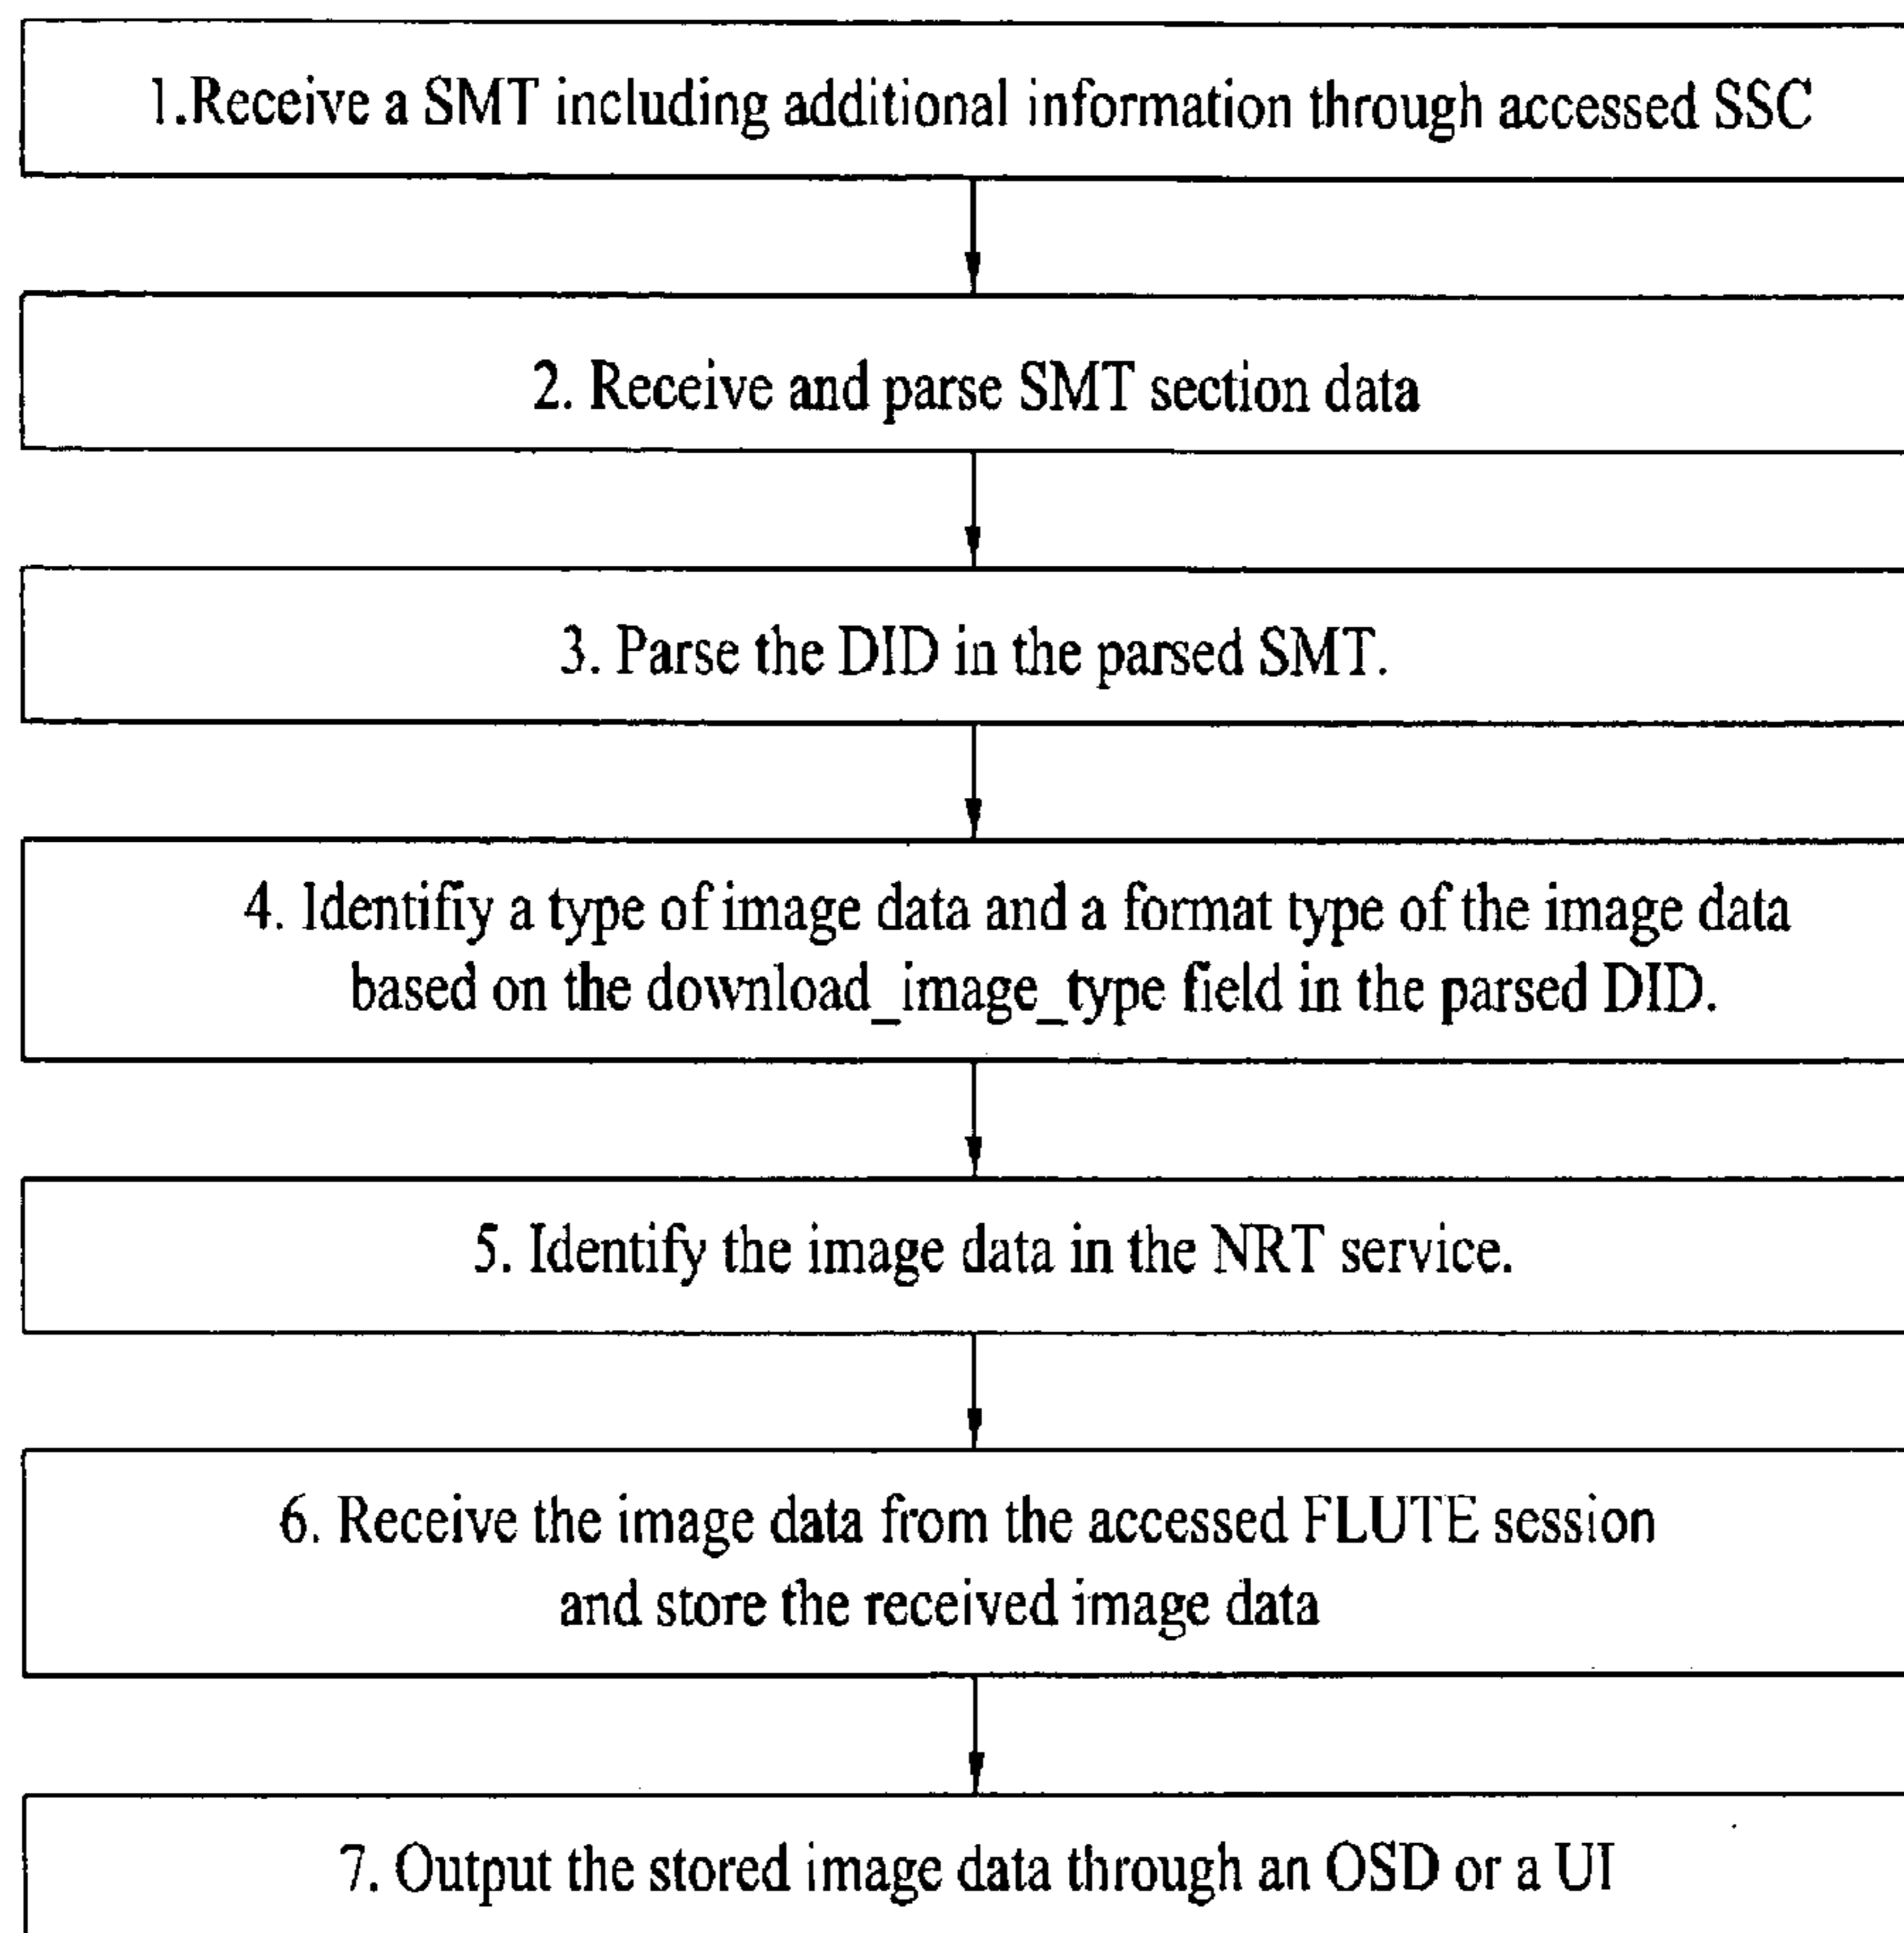 1.Receive a SMT including additional information through accessed SSC
2. Receive and parse SMT section data
3. Parse the DID in the parsed SMT.
4. Identifiy a type of image data and a format type of the image data
based on the download_image_type field in the parsed DID.
5. Identify the image data in the NRT service.
6. Receive the image data from the accessed FLUTE session
and store the received image data
7. Output the stored image data through an OSD or a UI